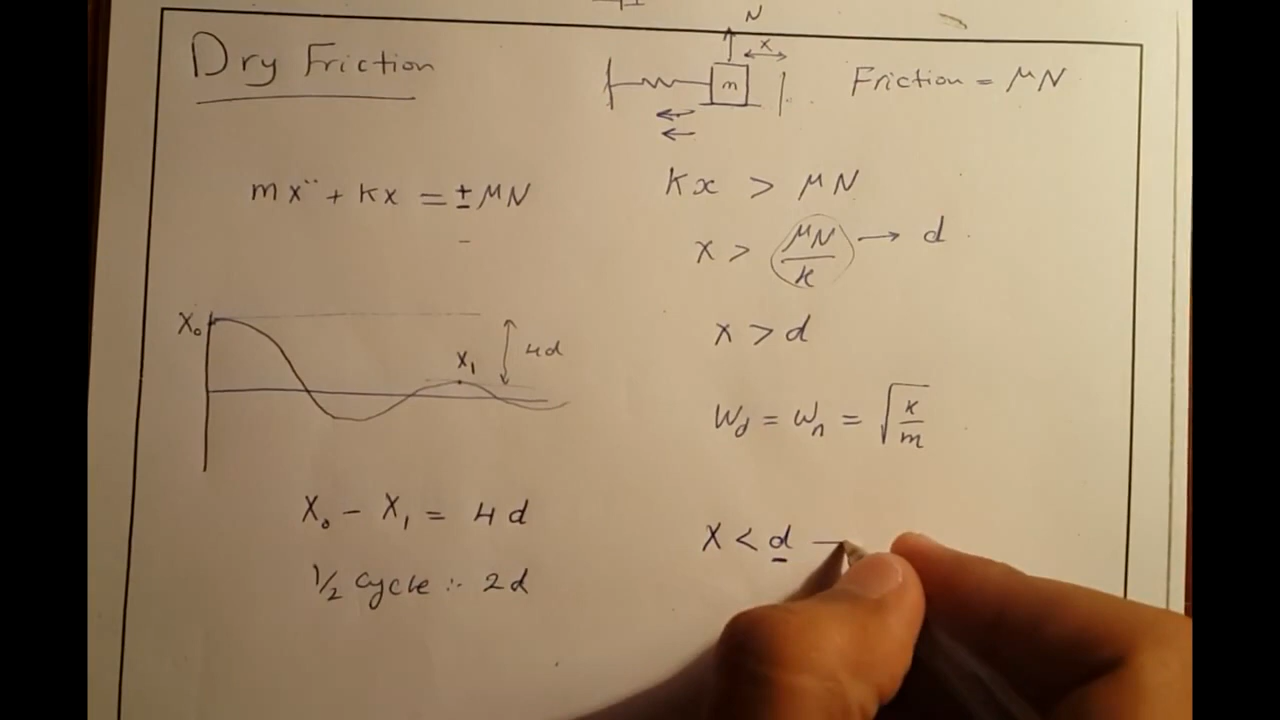 Dry Friction
N
x
m
Friction = μN
mẍ + kx = ± μN
kx > μN
x > μN/k → d
x > d
X₀
X₁
4d
ω_d = ω_n = √(k/m)
X₀ - X₁ = 4d
1/2 cycle :- 2d
X < d —